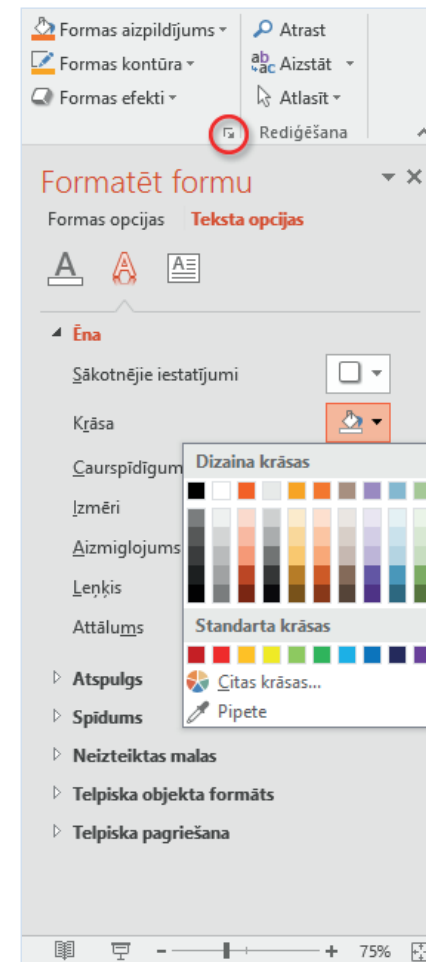 Formas aizpildījums
Formas kontūra
Formas efekti
Atrast
Aizstāt
Atlasīt
Rediģēšana
Formatēt formu
Formas opcijas Teksta opcijas
Ēna
Sākotnējie iestatījumi
Krāsa
Caurspīdīgum
Izmēri
Aizmiglojums
Leņķis
Attālums
Dizaina krāsas
Standarta krāsas
Citas krāsas...
Pipete
Atspulgs
Spīdums
Neizteiktas malas
Telpiska objekta formāts
Telpiska pagriešana
75%